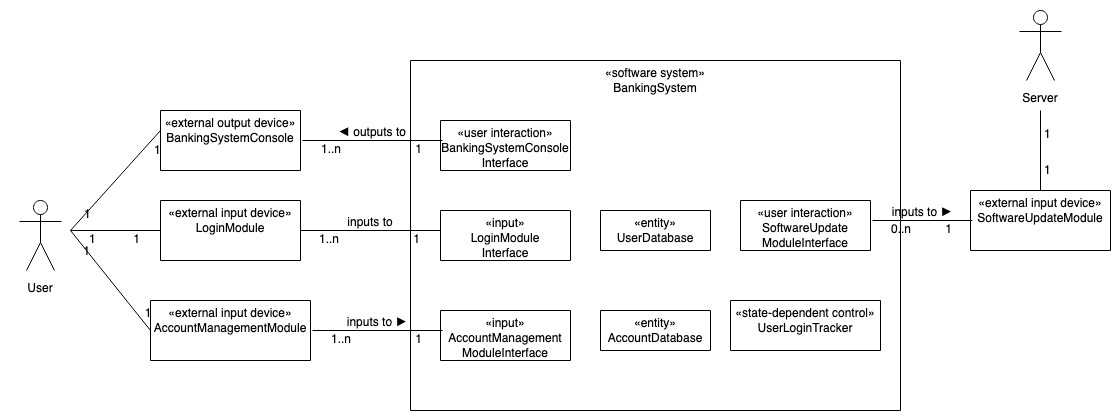 «software system»
BankingSystem
Server
1
1
«external output device»
BankingSystemConsole
1
◄ outputs to
1..n
1
«user interaction»
BankingSystemConsole
Interface
User
1
1
1
1
1
«external input device»
LoginModule
inputs to
1..n
1
«input»
LoginModule
Interface
«entity»
UserDatabase
«user interaction»
SoftwareUpdate
ModuleInterface
inputs to ►
0..n
1
«external input device»
SoftwareUpdateModule
«external input device»
AccountManagementModule
inputs to ►
1..n
1
«input»
AccountManagement
ModuleInterface
«entity»
AccountDatabase
«state-dependent control»
UserLoginTracker